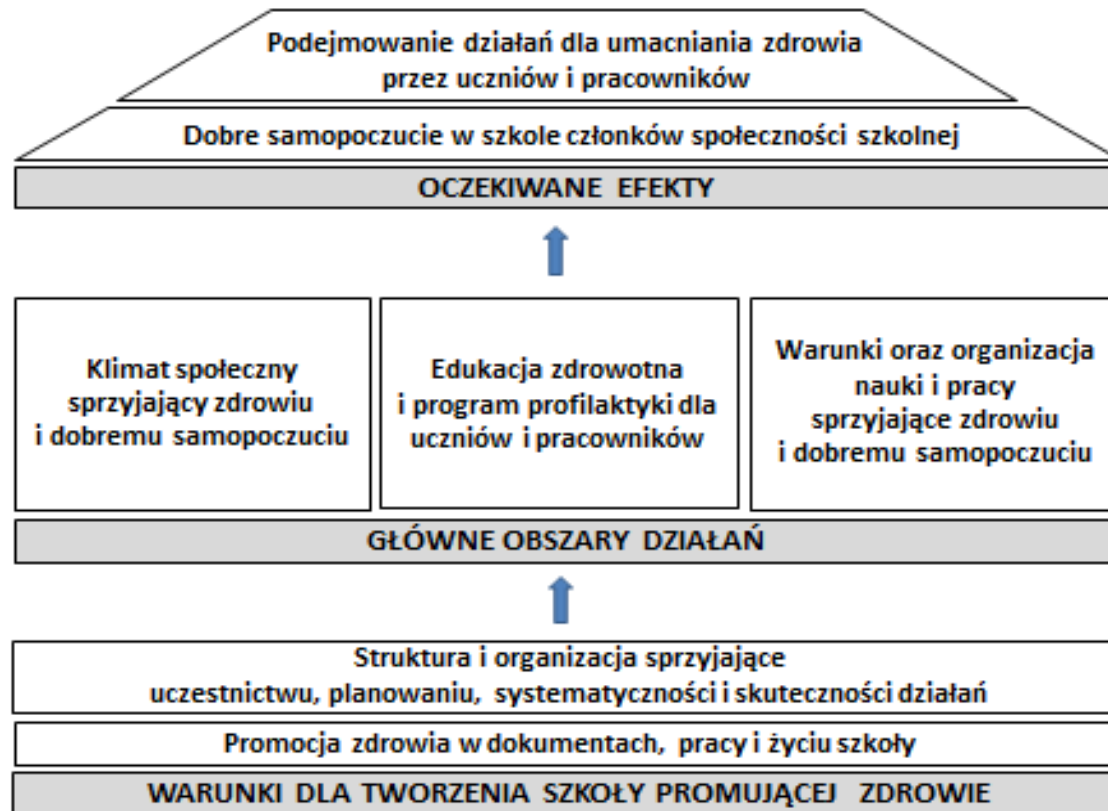 Podejmowanie działań dla umacniania zdrowia
przez uczniów i pracowników
Dobre samopoczucie w szkole członków społeczności szkolnej
OCZEKIWANE EFEKTY
Klimat społeczny
sprzyjający zdrowiu
i dobremu samopoczuciu
Edukacja zdrowotna
i program profilaktyki dla
uczniów i pracowników
Warunki oraz organizacja
nauki i pracy
sprzyjające zdrowiu
i dobremu samopoczuciu
GŁÓWNE OBSZARY DZIAŁAŃ
Struktura i organizacja sprzyjające
uczestnictwu, planowaniu, systematyczności i skuteczności działań
Promocja zdrowia w dokumentach, pracy i życiu szkoły
WARUNKI DLA TWORZENIA SZKOŁY PROMUJĄCEJ ZDROWIE